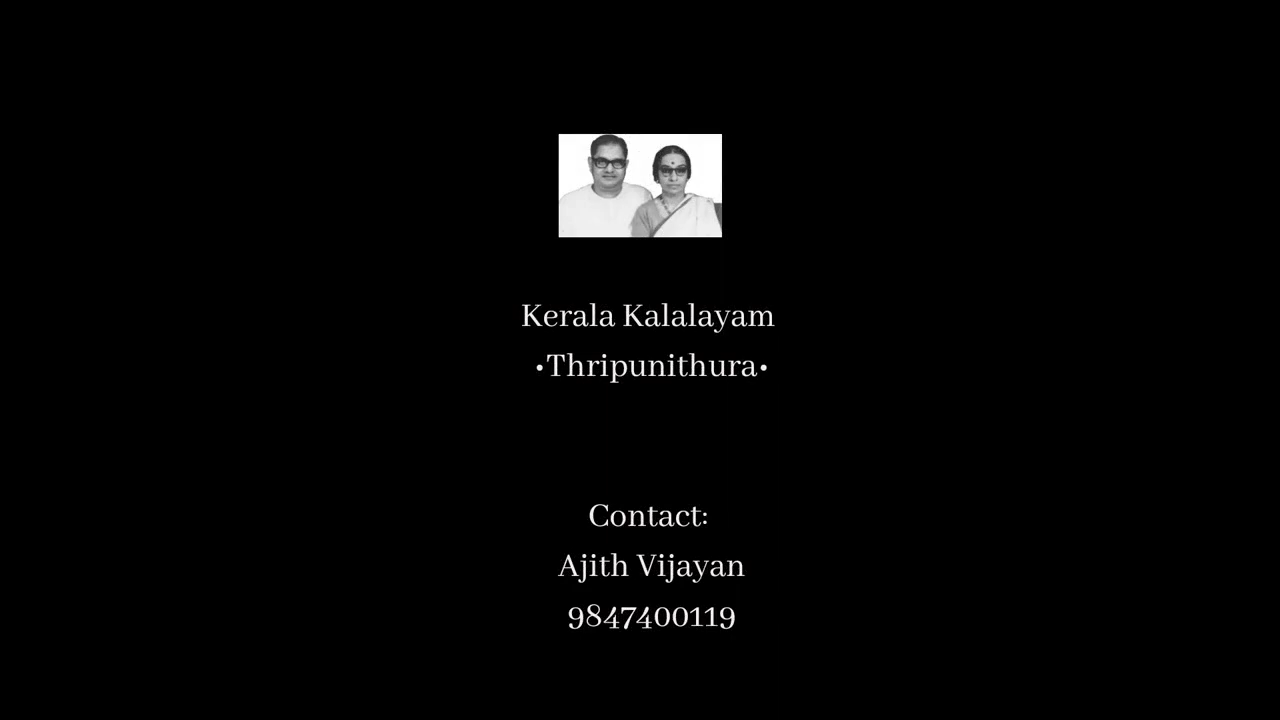 Kerala Kalalayam
•Thripunithura•
Contact:
Ajith Vijayan
9847400119